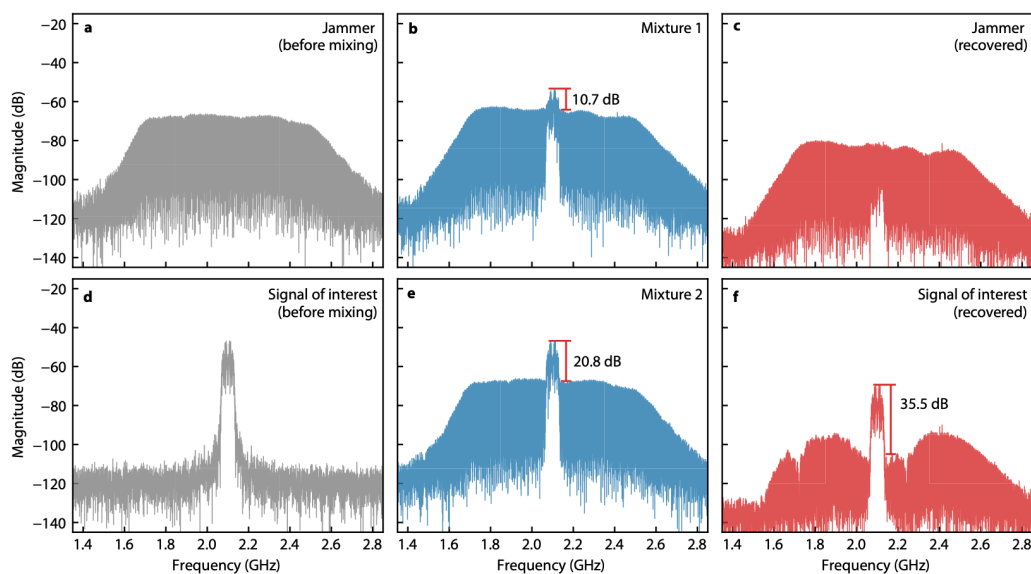 a
Jammer
(before mixing)
b
Mixture 1
10.7 dB
c
Jammer
(recovered)
Magnitude (dB)
−20
−40
−60
−80
−100
−120
−140
d
Signal of interest
(before mixing)
e
Mixture 2
20.8 dB
f
Signal of interest
(recovered)
35.5 dB
Magnitude (dB)
−20
−40
−60
−80
−100
−120
−140
1.4 1.6 1.8 2.0 2.2 2.4 2.6 2.8
1.4 1.6 1.8 2.0 2.2 2.4 2.6 2.8
1.4 1.6 1.8 2.0 2.2 2.4 2.6 2.8
Frequency (GHz)
Frequency (GHz)
Frequency (GHz)